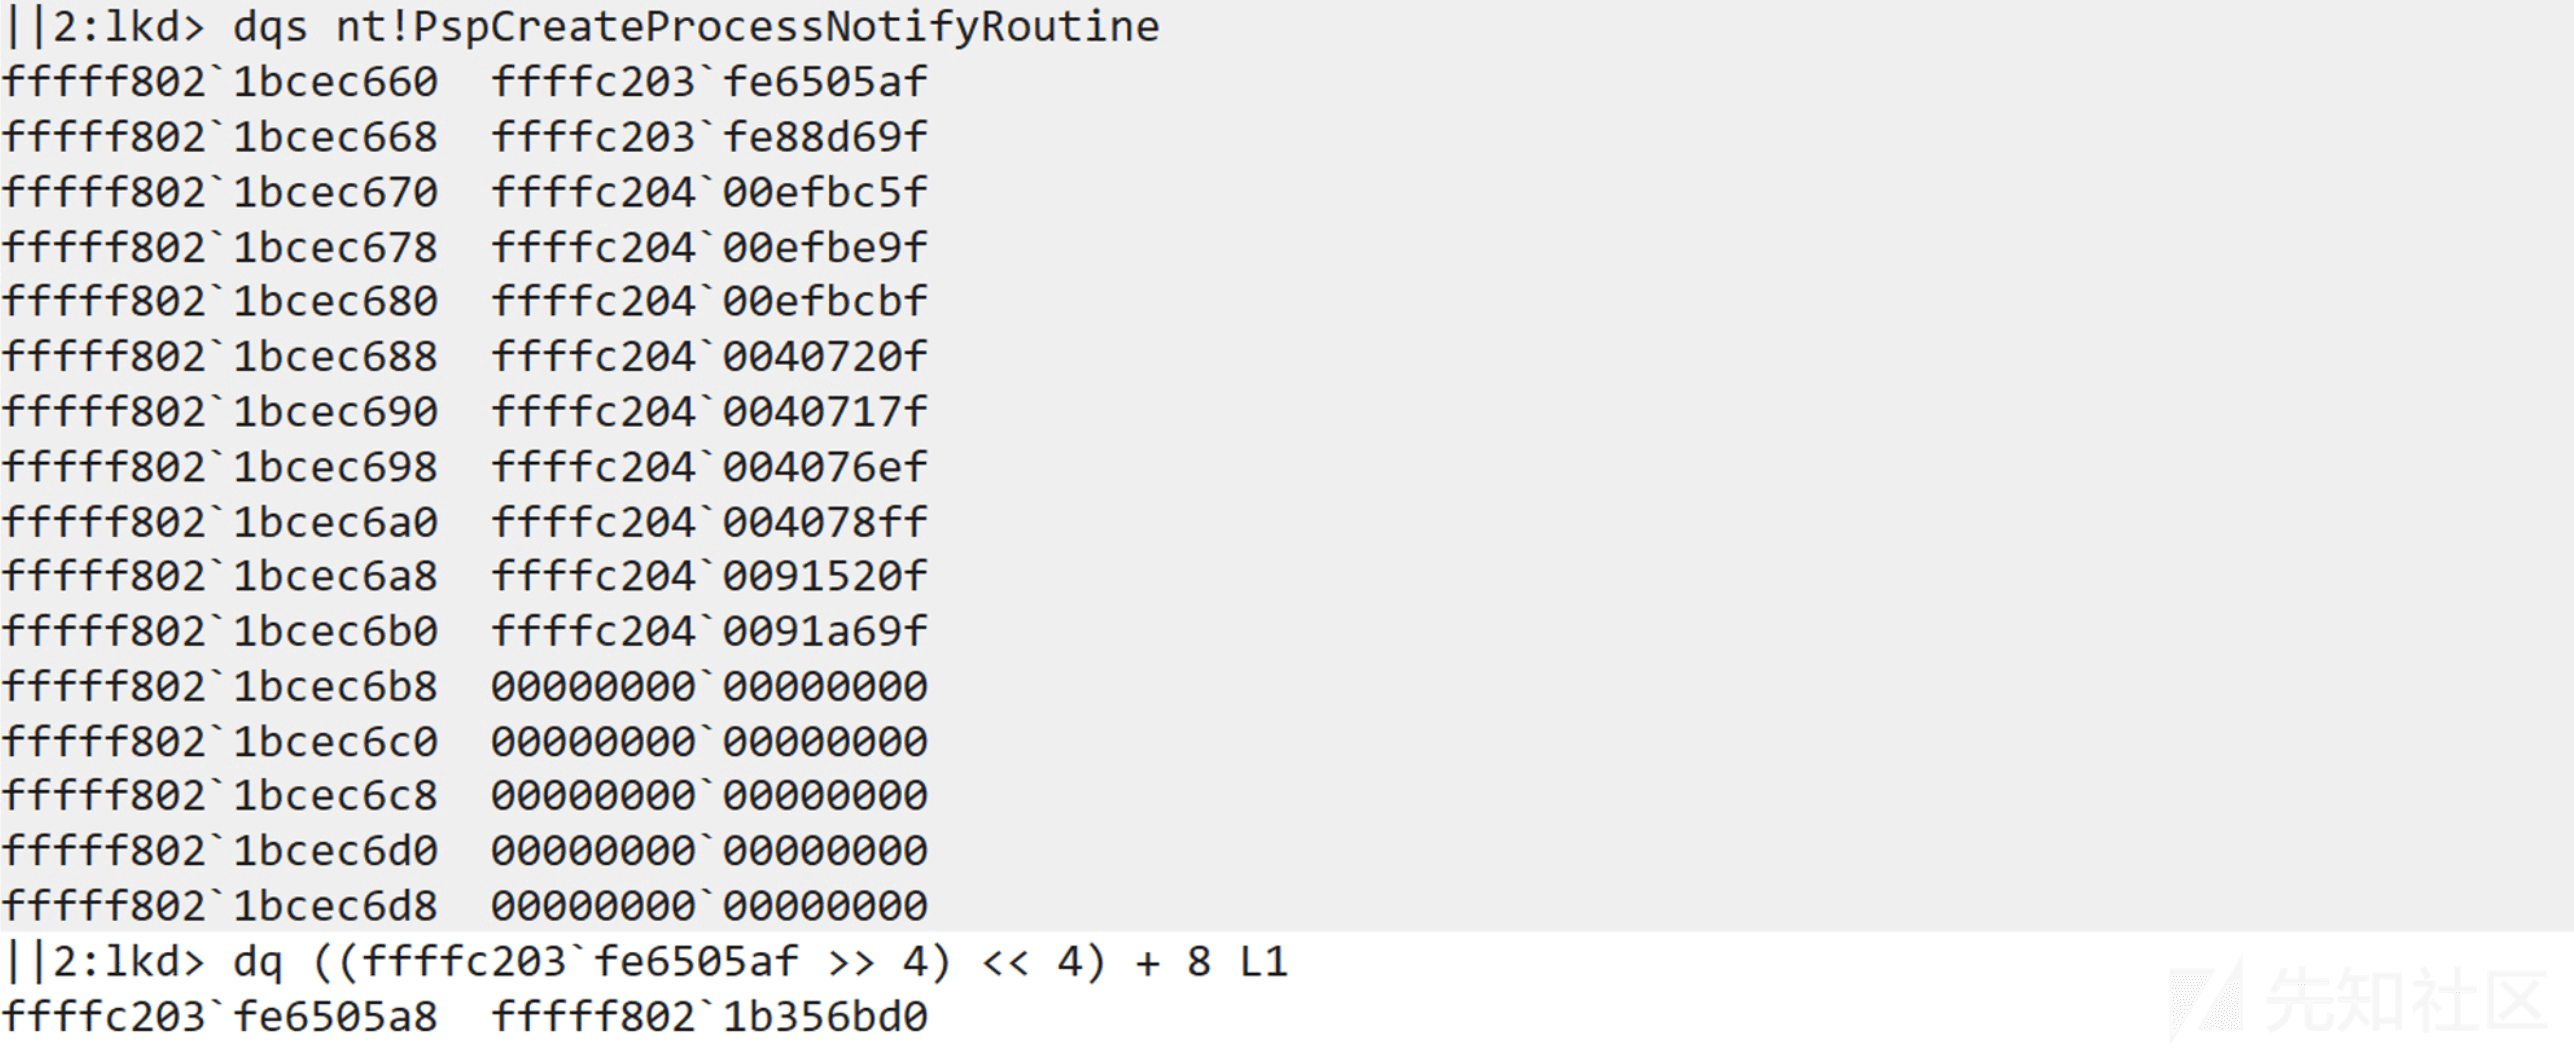 ||2:lkd> dqs nt!PspCreateProcessNotifyRoutine
fffff802`1bcec660  ffffc203`fe6505af
fffff802`1bcec668  ffffc203`fe88d69f
fffff802`1bcec670  ffffc204`00efbc5f
fffff802`1bcec678  ffffc204`00efbe9f
fffff802`1bcec680  ffffc204`00efbcbf
fffff802`1bcec688  ffffc204`0040720f
fffff802`1bcec690  ffffc204`0040717f
fffff802`1bcec698  ffffc204`004076ef
fffff802`1bcec6a0  ffffc204`004078ff
fffff802`1bcec6a8  ffffc204`0091520f
fffff802`1bcec6b0  ffffc204`0091a69f
fffff802`1bcec6b8  00000000`00000000
fffff802`1bcec6c0  00000000`00000000
fffff802`1bcec6c8  00000000`00000000
fffff802`1bcec6d0  00000000`00000000
fffff802`1bcec6d8  00000000`00000000
||2:lkd> dq ((ffffc203`fe6505af >> 4) << 4) + 8 L1
ffffc203`fe6505a8  fffff802`1b356bd0
先知社区